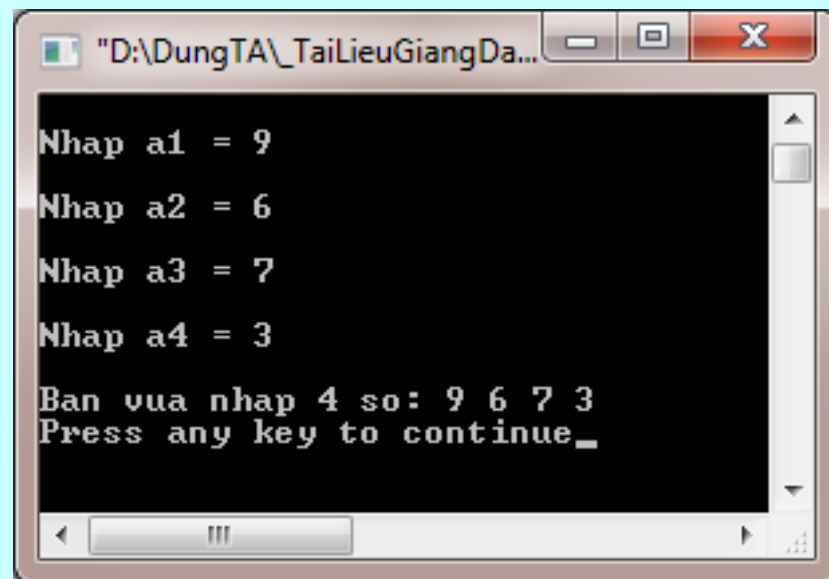 "D:\DungTA\_TaiLieuGiangDa...
Nhap a1 = 9
Nhap a2 = 6
Nhap a3 = 7
Nhap a4 = 3
Ban vua nhap 4 so: 9 6 7 3
Press any key to continue_